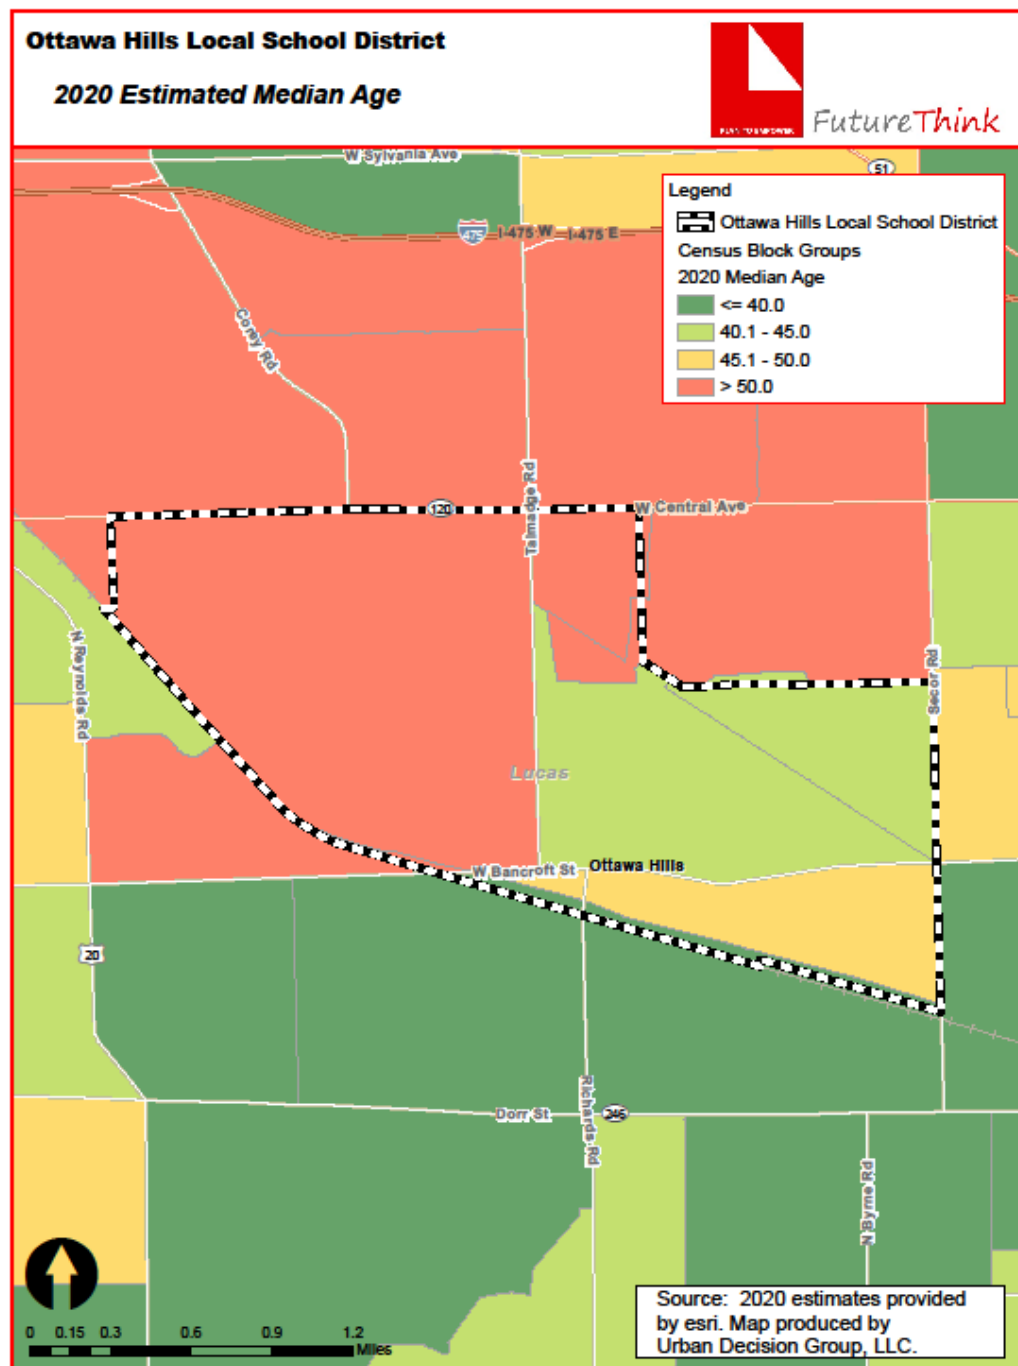 Ottawa Hills Local School District
2020 Estimated Median Age
PLAN TO EMPOWER
FutureThink
W Sylvania Ave
51
Legend
Ottawa Hills Local School District
Census Block Groups
2020 Median Age
<= 40.0
40.1 - 45.0
45.1 - 50.0
> 50.0
475
I-475 W
I-475 E
Corey Rd
Talmadge Rd
120
W Central Ave
N Reynolds Rd
Secor Rd
Lucas
W Bancroft St
Ottawa Hills
20
Richards Rd
Dorr St
246
N Byrne Rd
0 0.15 0.3 0.6 0.9 1.2
Miles
Source: 2020 estimates provided
by esri. Map produced by
Urban Decision Group, LLC.